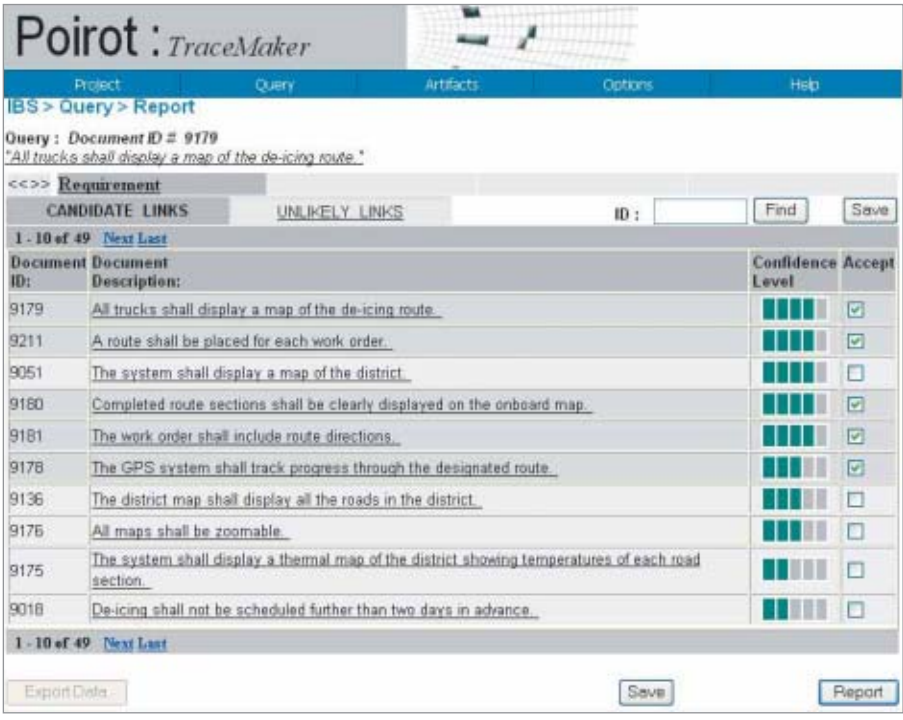 Poirot : TraceMaker
Project Query Artifacts Options Help
IBS > Query > Report
Query : Document ID # 9179
"All trucks shall display a map of the de-icing route."
<<>> Requirement
CANDIDATE LINKS UNLIKELY LINKS ID : Find Save
1 - 10 of 49 Next Last
Document ID: Document Description: Confidence Level Accept
9179 All trucks shall display a map of the de-icing route.
9211 A route shall be placed for each work order.
9051 The system shall display a map of the district.
9180 Completed route sections shall be clearly displayed on the onboard map.
9181 The work order shall include route directions.
9178 The GPS system shall track progress through the designated route.
9136 The district map shall display all the roads in the district.
9176 All maps shall be zoomable.
9175 The system shall display a thermal map of the district showing temperatures of each road
section.
9018 De-icing shall not be scheduled further than two days in advance.
1 - 10 of 49 Next Last
Export Data... Save Report